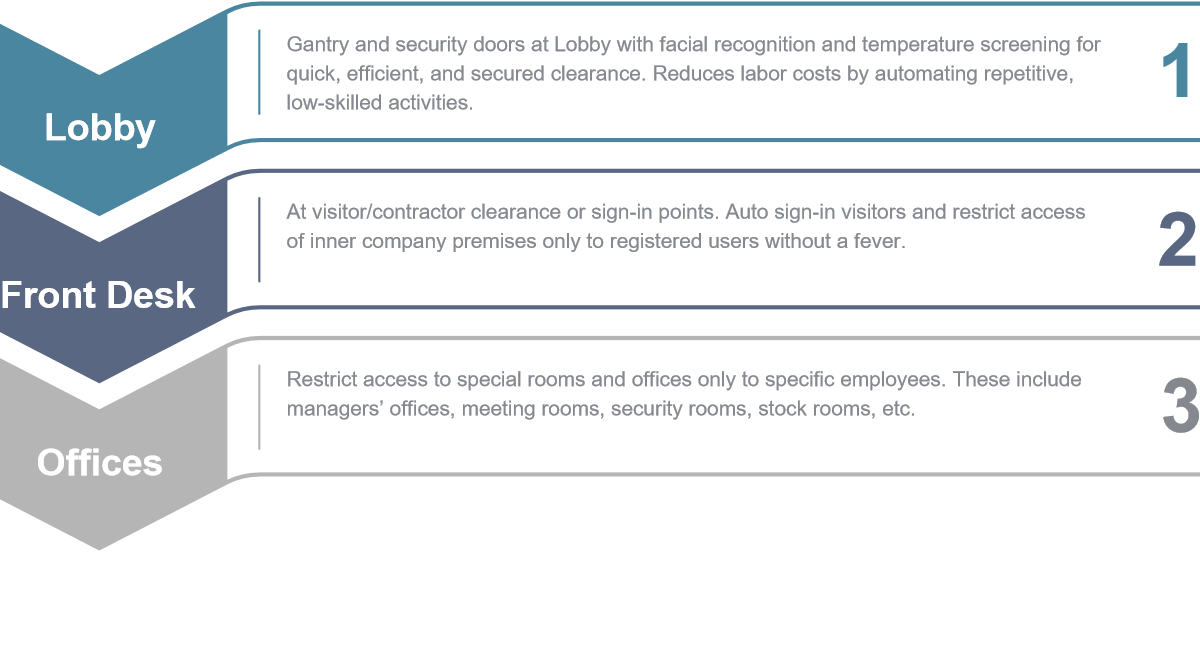 Lobby
Gantry and security doors at Lobby with facial recognition and temperature screening for
quick, efficient, and secured clearance. Reduces labor costs by automating repetitive,
low-skilled activities.
1
Front Desk
At visitor/contractor clearance or sign-in points. Auto sign-in visitors and restrict access
of inner company premises only to registered users without a fever.
2
Offices
Restrict access to special rooms and offices only to specific employees. These include
managers’ offices, meeting rooms, security rooms, stock rooms, etc.
3